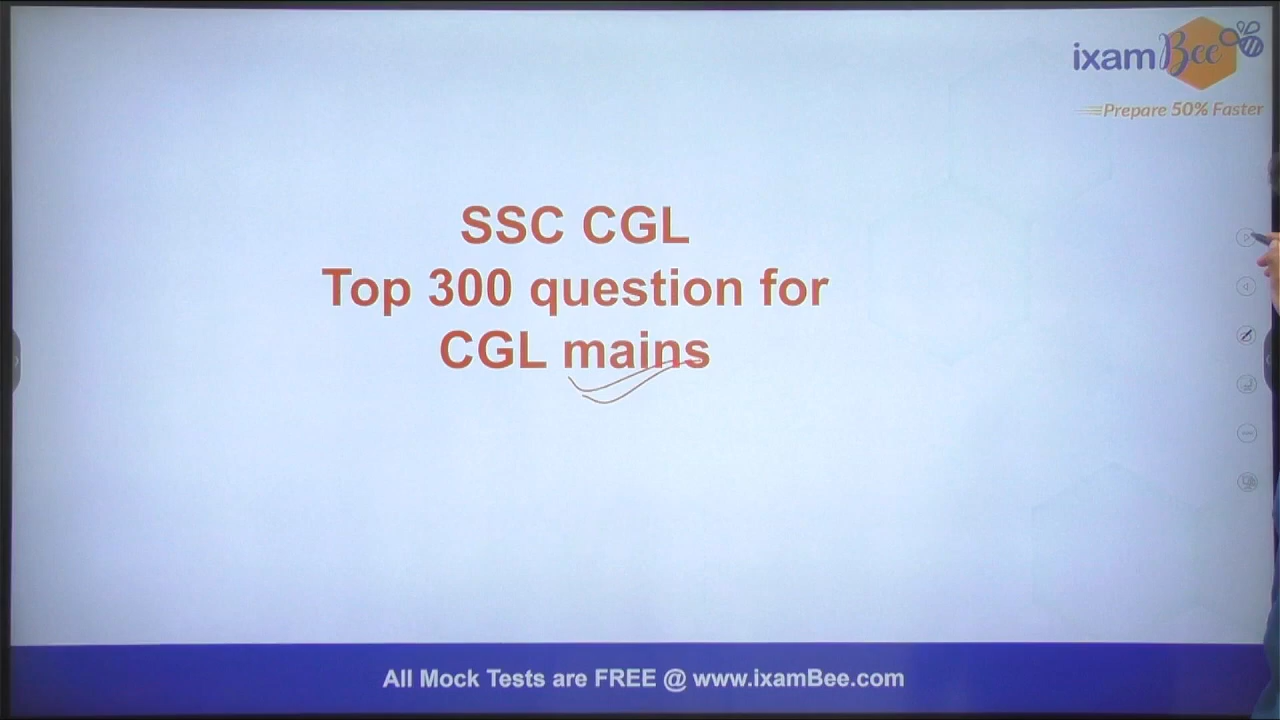 ixamBee
Prepare 50% Faster
SSC CGL
Top 300 question for
CGL mains
All Mock Tests are FREE @ www.ixamBee.com